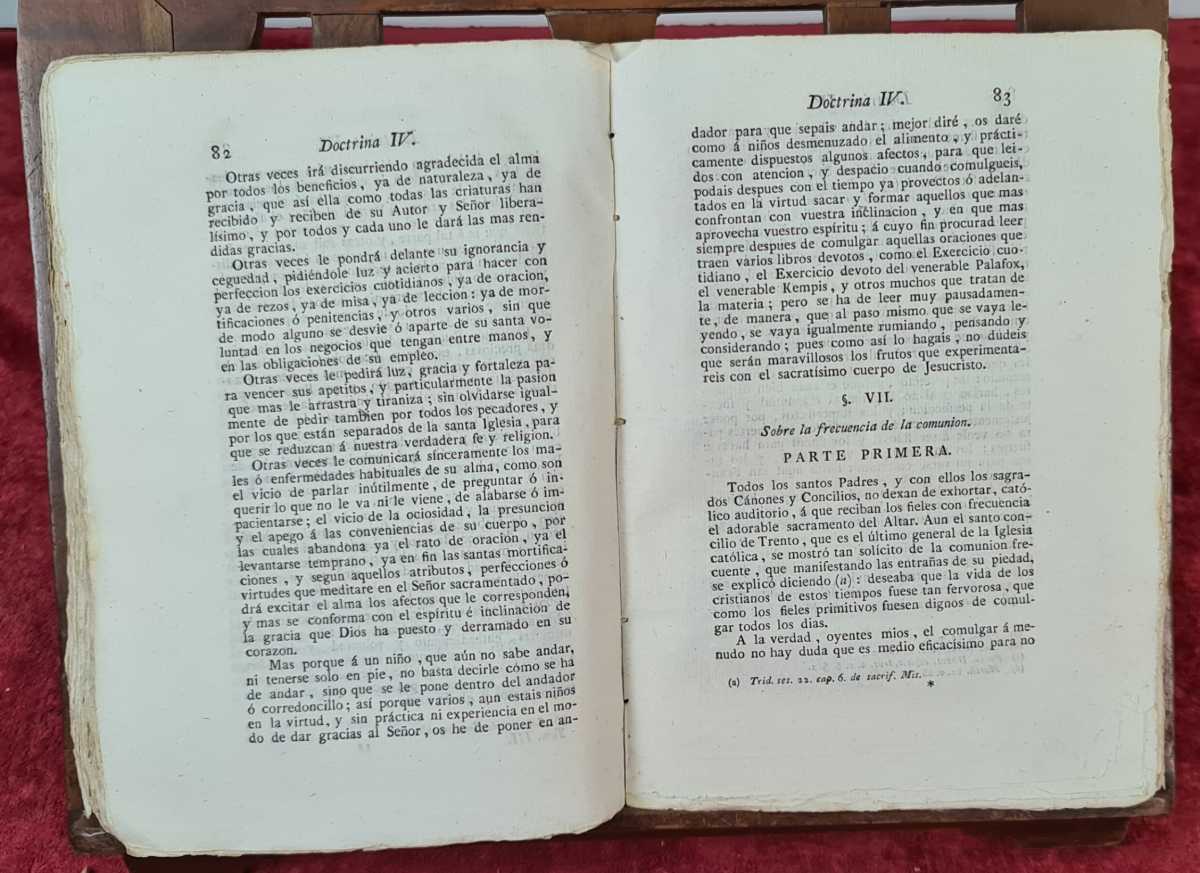 82 Doctrina IV.
Otras veces irá discurriendo agradecida el alma
por todos los beneficios, ya de naturaleza, ya de
gracia, que así ella como todas las criaturas han
recibido y reciben de su Autor y Señor libera-
lísimo, y por todos y cada uno le dará las mas ren-
didas gracias.
Otras veces le pondrá delante su ignorancia y
ceguedad, pidiéndole luz y acierto para hacer con
perfeccion los exercicios cuotidianos, ya de oracion,
ya de rezos, ya de misa, ya de leccion: ya de mor-
tificaciones ó penitencias, y otros varios, sin que
de modo alguno se desvie ó aparte de su santa vo-
luntad en los negocios que tengan entre manos, y
en las obligaciones de su empleo.
Otras veces le pedirá luz, gracia y fortaleza pa-
ra vencer sus apetitos, y particularmente la pasion
que mas le arrastra y tiraniza; sin olvidarse igual-
mente de pedir tambien por todos los pecadores, y
por los que están separados de la santa Iglesia, para
que se reduzcan á nuestra verdadera fe y religion.
Otras veces le comunicará sínceramente los ma-
les ó enfermedades habituales de su alma, como son
el vicio de parlar inútilmente, de preguntar ó in-
querir lo que no le va ni le viene, de alabarse ó im-
pacientarse; el vicio de la ociosidad, la presuncion
y el apego á las conveniencias de su cuerpo, por
las cuales abandona ya el rato de oracion, ya el
levantarse temprano, ya en fin las santas mortifica-
ciones, y segun aquellos atributos, perfecciones ó
virtudes que meditare en el Señor sacramentado, po-
drá excitar el alma los afectos que le corresponden,
y mas se conforma con el espíritu é inclinacion de
la gracia que Dios ha puesto y derramado en su
corazon.
Mas porque á un niño, que aún no sabe andar,
ni tenerse solo en pie, no basta decirle cómo se ha
de andar, sino que se le pone dentro del andador
ó corredoncillo; así porque varios, aun estais niños
en la virtud, y sin práctica ni experiencia en el mo-
do de dar gracias al Señor, os he de poner en an-
Doctrina IV. 83
dador para que sepais andar; mejor diré, os daré
como á niños desmenuzado el alimento, y prácti-
camente dispuestos algunos afectos, para que lei-
dos con atencion, y despacio cuando comulgueis,
podais despues con el tiempo ya provectos ó adelan-
tados en la virtud sacar y formar aquellos que mas
confrontan con vuestra inclinacion, y en que mas
aprovecha vuestro espíritu; á cuyo fin procurad leer
siempre despues de comulgar aquellas oraciones que
traen varios libros devotos, como el Exercicio cuo-
tidiano, el Exercicio devoto del venerable Palafox,
el venerable Kempis, y otros muchos que tratan de
la materia; pero se ha de leer muy pausadamen-
te, de manera, que al paso mismo que se vaya le-
yendo, se vaya igualmente rumiando, pensando y
considerando; pues como así lo hagais, no dudeis
que serán maravillosos los frutos que experimenta-
reis con el sacratísimo cuerpo de Jesucristo.
§. VII.
Sobre la frecuencia de la comunion.
PARTE PRIMERA.
Todos los santos Padres, y con ellos los sagra-
dos Cánones y Concilios, no dexan de exhortar, cató-
lico auditorio, á que reciban los fieles con frecuencia
el adorable sacramento del Altar. Aun el santo con-
cilio de Trento, que es el último general de la Iglesia
católica, se mostró tan solícito de la comunion fre-
cuente, que manifestando las entrañas de su piedad,
se explicó diciendo (a): deseaba que la vida de los
cristianos de estos tiempos fuese tan fervorosa, que
como los fieles primitivos fuesen dignos de comul-
gar todos los dias.
A la verdad, oyentes mios, el comulgar á me-
nudo no hay duda que es medio eficacísimo para no
(a) Trid. ses. 22. cap. 6. de sacrif. Mis.
*